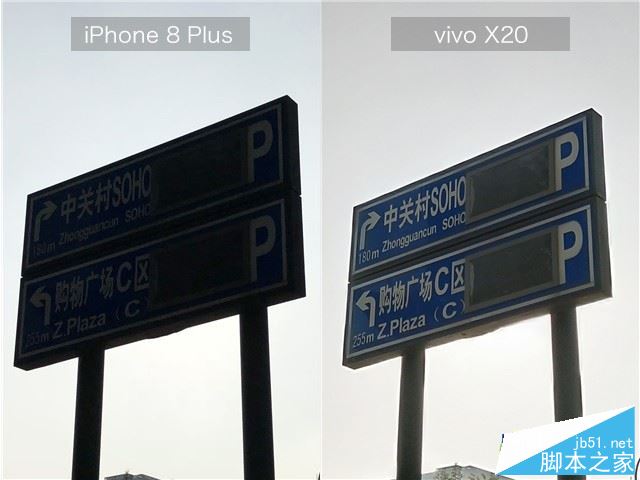 iPhone 8 Plus
中关村SOHO P
180m Zhongguancun SOHO
购物广场C区 P
255m Z.Plaza（C）
vivo X20
中关村SOHO P
180m Zhongguancun SOHO
购物广场C区 P
255m Z.Plaza（C）
jb51.net
脚本之家